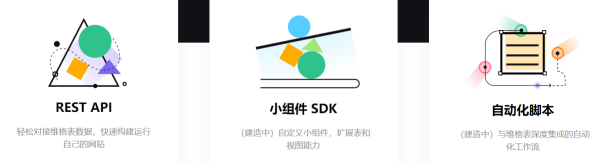 REST API
轻松对接维格表数据，快速构建运行
自己的网站
小组件 SDK
（建造中）自定义小组件，扩展表和
视图能力
自动化脚本
（建造中）与维格表深度集成的自动
化工作流